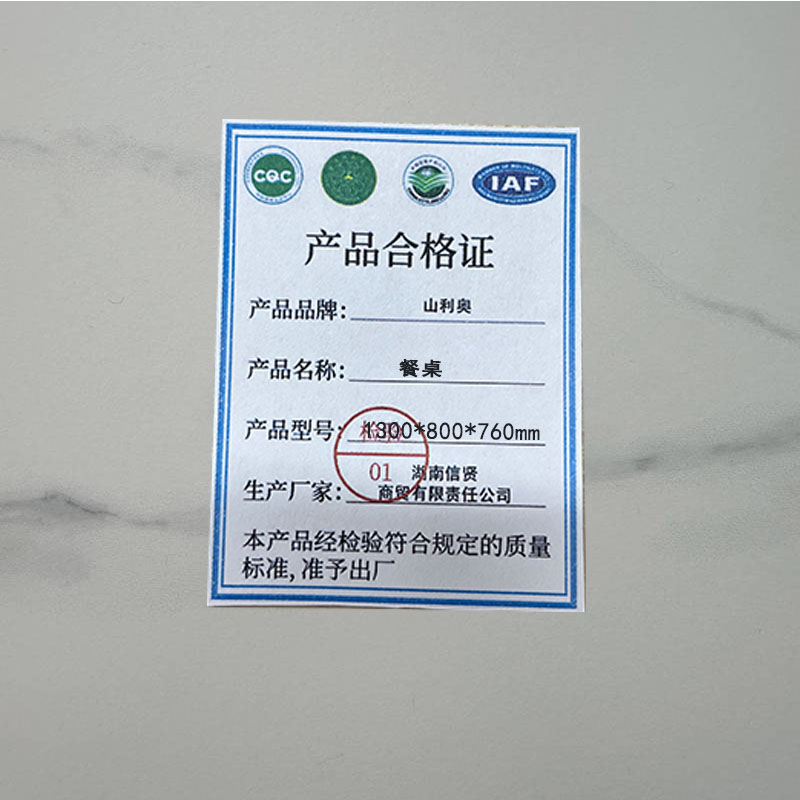 CQC
IAF
产品合格证
产品品牌：山利奥
产品名称：餐桌
产品型号：1300*800*760mm
检验
01
生产厂家：湖南信贤
商贸有限责任公司
本产品经检验符合规定的质量
标准，准予出厂